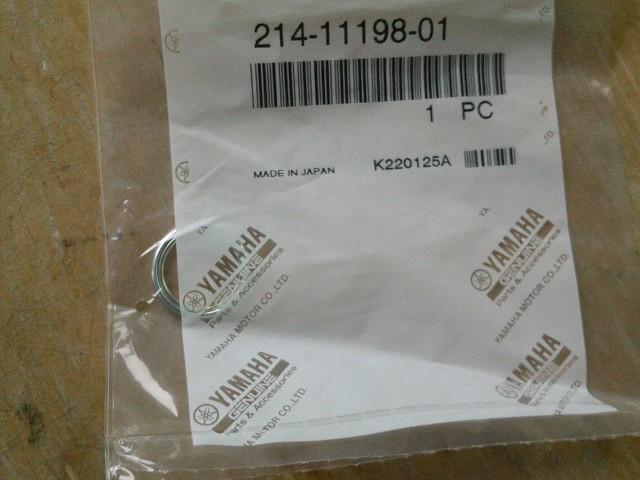 214-11198-01
1 PC
MADE IN JAPAN K220125A
YAMAHA
GENUINE
Parts & Accessories
YAMAHA MOTOR CO.,LTD.
YAMAHA
GENUINE
Parts & Accessories
YAMAHA MOTOR CO.,LTD.
YAMAHA
GENUINE
Parts & Accessories
YAMAHA MOTOR CO.,LTD.
YAMAHA
GENUINE
Parts & Accessories